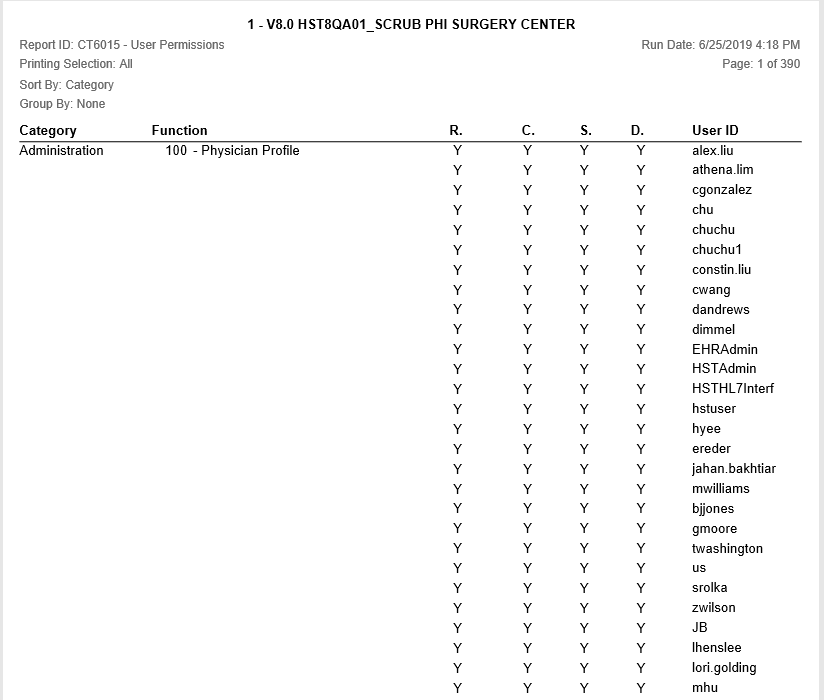 1 - V8.0 HST8QA01_SCRUB PHI SURGERY CENTER
Report ID: CT6015 - User Permissions Run Date: 6/25/2019 4:18 PM
Printing Selection: All Page: 1 of 390
Sort By: Category
Group By: None
Category Function R. C. S. D. User ID
Administration 100 - Physician Profile Y Y Y Y alex.liu
Y Y Y Y athena.lim
Y Y Y Y cgonzalez
Y Y Y Y chu
Y Y Y Y chuchu
Y Y Y Y chuchu1
Y Y Y Y constin.liu
Y Y Y Y cwang
Y Y Y Y dandrews
Y Y Y Y dimmel
Y Y Y Y EHRAdmin
Y Y Y Y HSTAdmin
Y Y Y Y HSTHL7Interf
Y Y Y Y hstuser
Y Y Y Y hyee
Y Y Y Y ereder
Y Y Y Y jahan.bakhtiar
Y Y Y Y mwilliams
Y Y Y Y bjjones
Y Y Y Y gmoore
Y Y Y Y twashington
Y Y Y Y us
Y Y Y Y srolka
Y Y Y Y zwilson
Y Y Y Y JB
Y Y Y Y lhenslee
Y Y Y Y lori.golding
Y Y Y Y mhu